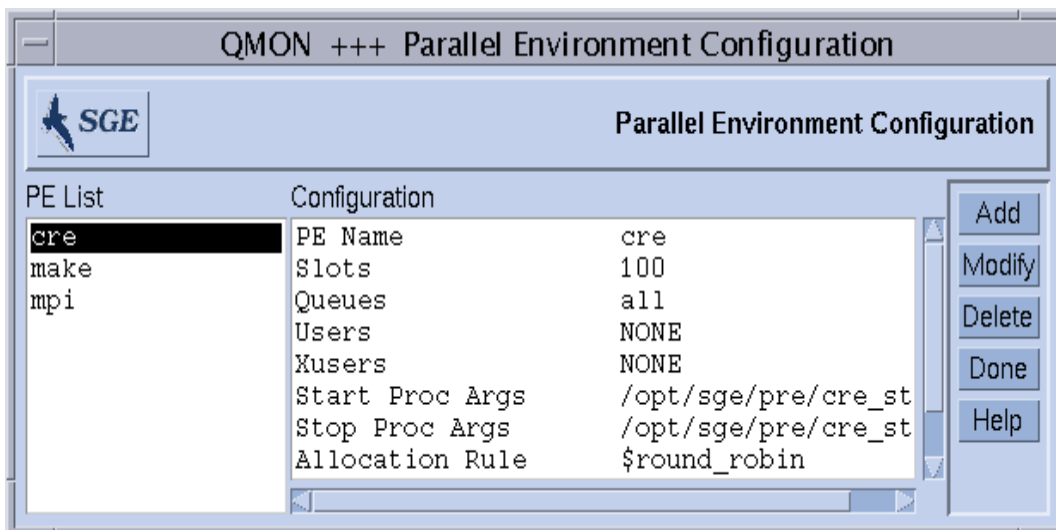 QMON +++ Parallel Environment Configuration
SGE
Parallel Environment Configuration
PE List
cre
make
mpi
Configuration
PE Name cre
Slots 100
Queues all
Users NONE
Xusers NONE
Start Proc Args /opt/sge/pre/cre_st
Stop Proc Args /opt/sge/pre/cre_st
Allocation Rule $round_robin
Add
Modify
Delete
Done
Help